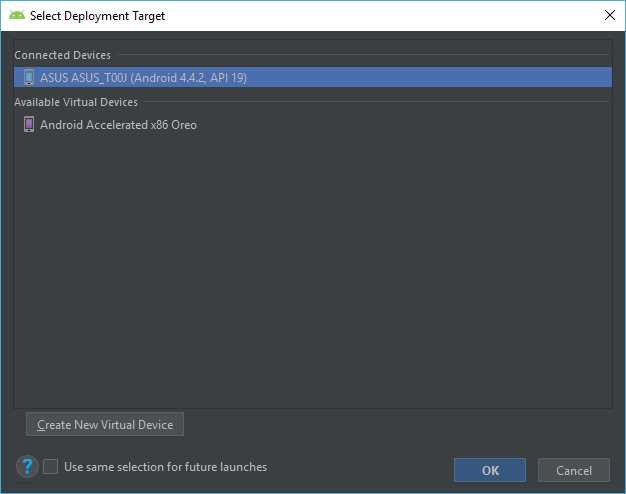 Select Deployment Target
Connected Devices
ASUS ASUS_T00J (Android 4.4.2, API 19)
Available Virtual Devices
Android Accelerated x86 Oreo
Create New Virtual Device
? Use same selection for future launches
OK
Cancel